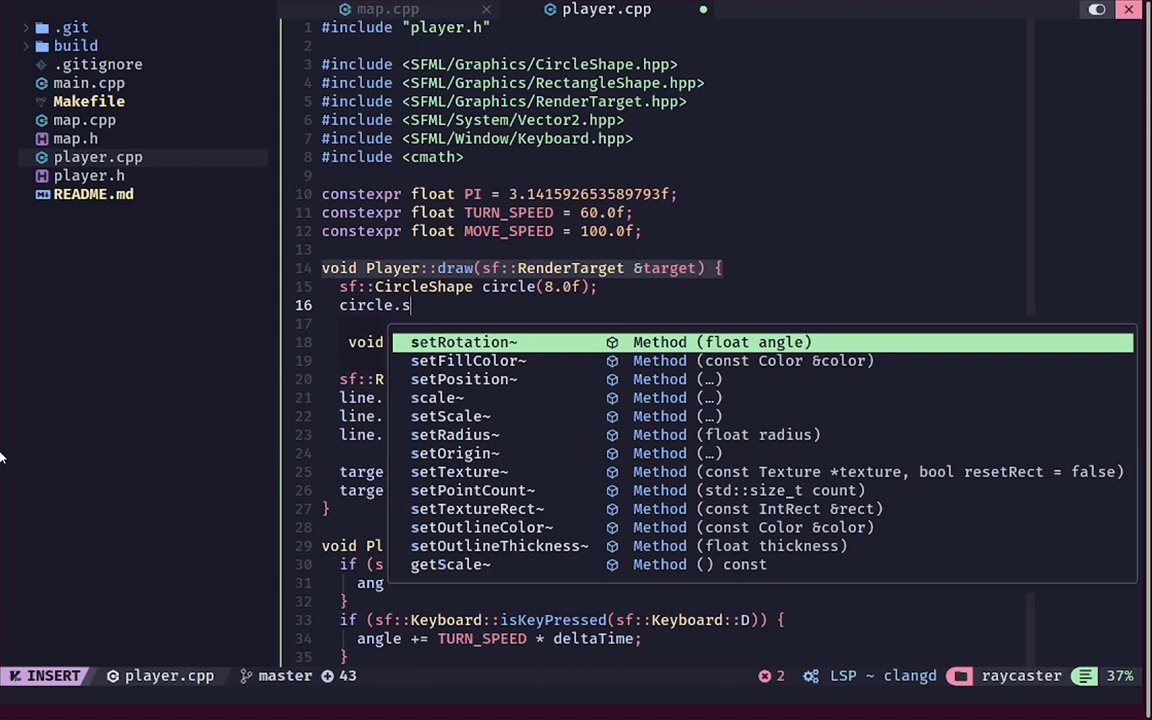 map.cpp
player.cpp
.git
build
.gitignore
main.cpp
Makefile
map.cpp
map.h
player.cpp
player.h
README.md
1 #include "player.h"
2
3 #include <SFML/Graphics/CircleShape.hpp>
4 #include <SFML/Graphics/RectangleShape.hpp>
5 #include <SFML/Graphics/RenderTarget.hpp>
6 #include <SFML/System/Vector2.hpp>
7 #include <SFML/Window/Keyboard.hpp>
8 #include <cmath>
9
10 constexpr float PI = 3.141592653589793f;
11 constexpr float TURN_SPEED = 60.0f;
12 constexpr float MOVE_SPEED = 100.0f;
13
14 void Player::draw(sf::RenderTarget &target) {
15 sf::CircleShape circle(8.0f);
16 circle.s
17
18 void
19
20 sf::R
21 line.
22 line.
23 line.
24
25 targe
26 targe
27 }
28
29 void Pl
30 if (s
31 ang
32 }
33 if (sf::Keyboard::isKeyPressed(sf::Keyboard::D)) {
34 angle += TURN_SPEED * deltaTime;
35 }
setRotation~ Method (float angle)
setFillColor~ Method (const Color &color)
setPosition~ Method (…)
scale~ Method (…)
setScale~ Method (…)
setRadius~ Method (float radius)
setOrigin~ Method (…)
setTexture~ Method (const Texture *texture, bool resetRect = false)
setPointCount~ Method (std::size_t count)
setTextureRect~ Method (const IntRect &rect)
setOutlineColor~ Method (const Color &color)
setOutlineThickness~ Method (float thickness)
getScale~ Method () const
INSERT player.cpp master 43 2 LSP ~ clangd raycaster 37%